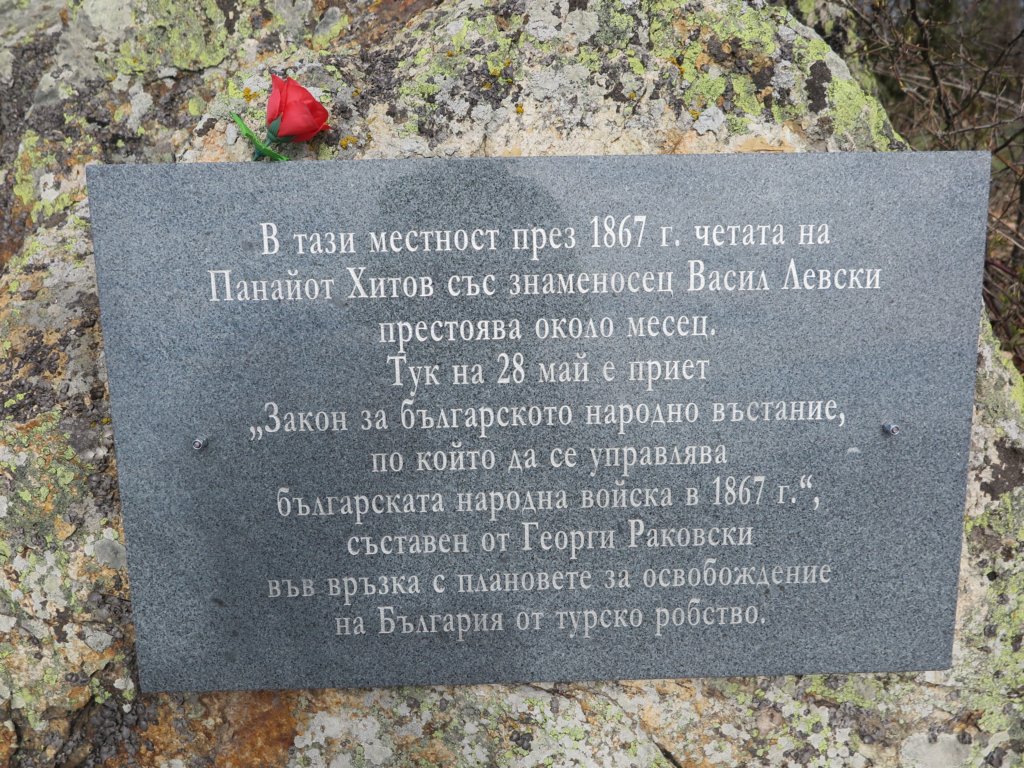 В тази местност през 1867 г. четата на
Панайот Хитов със знаменосец Васил Левски
престоява около месец.
Тук на 28 май е приет
„Закон за българското народно въстание,
по който да се управлява
българската народна войска в 1867 г.“,
съставен от Георги Раковски
във връзка с плановете за освобождение
на България от турско робство.